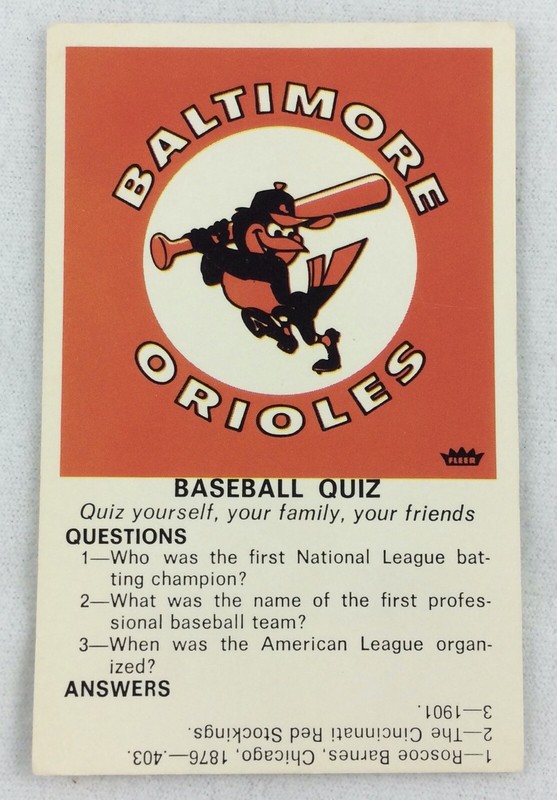 BALTIMORE
ORIOLES
FLEER
BASEBALL QUIZ
Quiz yourself, your family, your friends
QUESTIONS
1—Who was the first National League bat-
ting champion?
2—What was the name of the first profes-
sional baseball team?
3—When was the American League organ-
ized?
ANSWERS
1—Roscoe Barnes, Chicago, 1876—.403.
2—The Cincinnati Red Stockings.
3—1901.